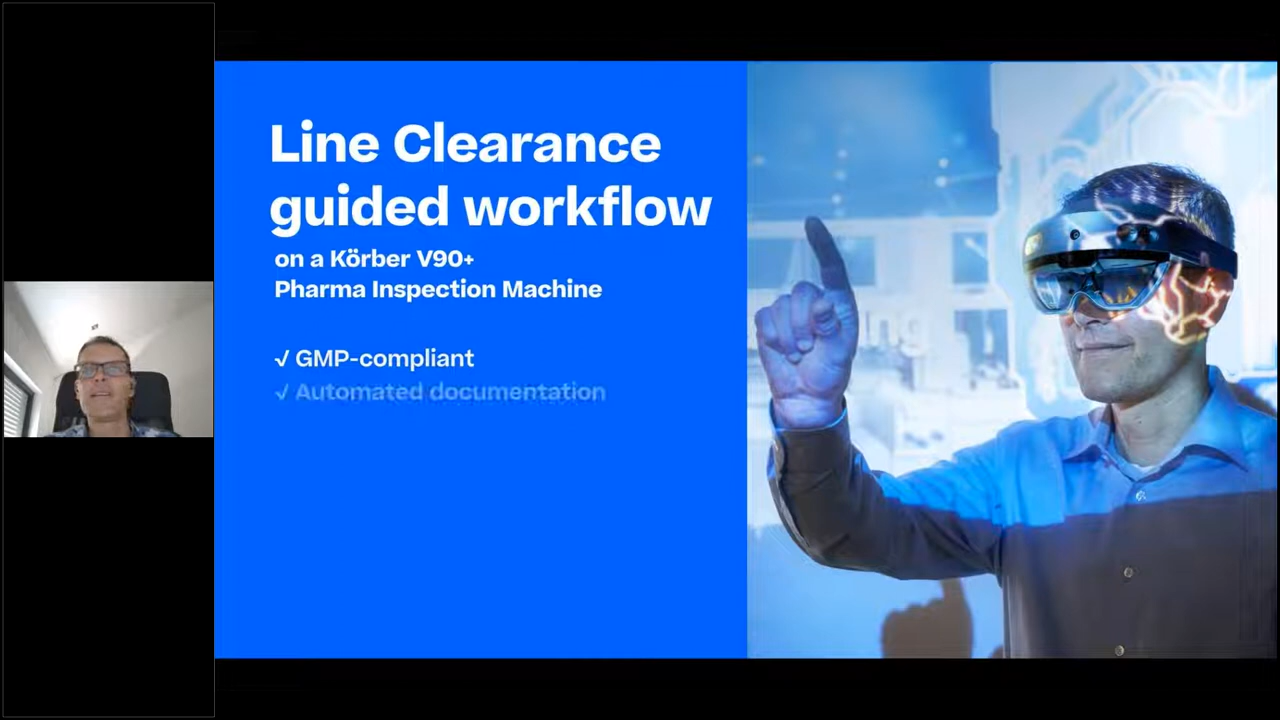 Line Clearance
guided workflow
on a Körber V90+
Pharma Inspection Machine
√ GMP-compliant
√ Automated documentation